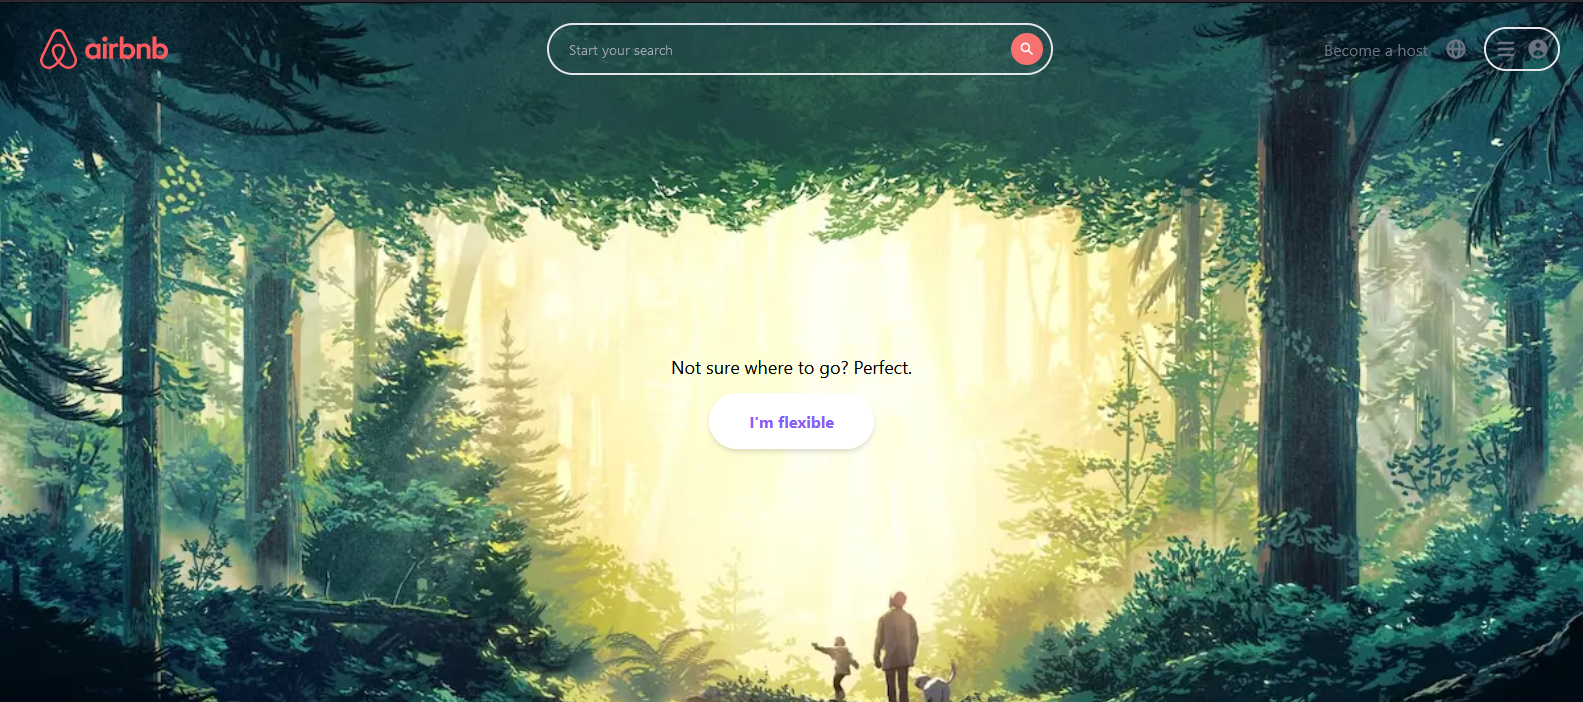 airbnb
Start your search
Become a host
Not sure where to go? Perfect.
I'm flexible